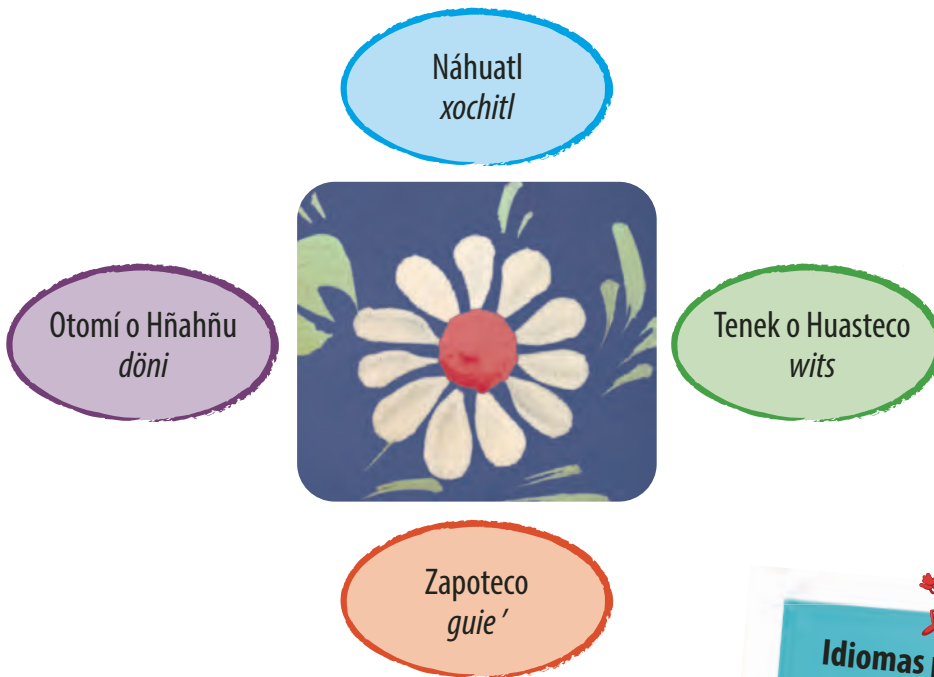 Náhuatl
xochitl
Otomí o Hñahñu
döni
Tenek o Huasteco
wits
Zapoteco
guie’
Idiomas